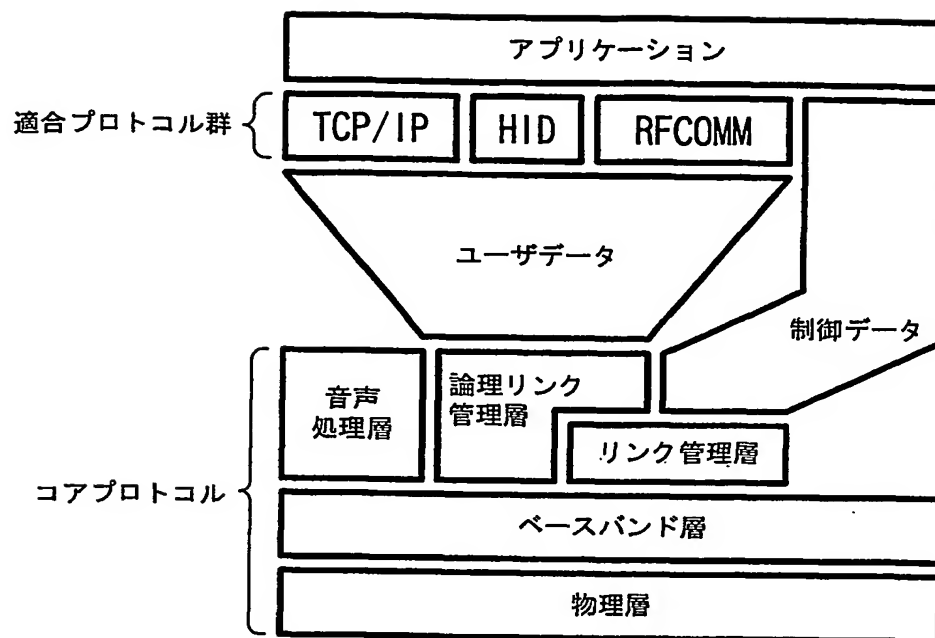 アプリケーション
適合プロトコル群
TCP/IP
HID
RFCOMM
ユーザデータ
制御データ
音声
処理層
論理リンク
管理層
リンク管理層
コアプロトコル
ベースバンド層
物理層